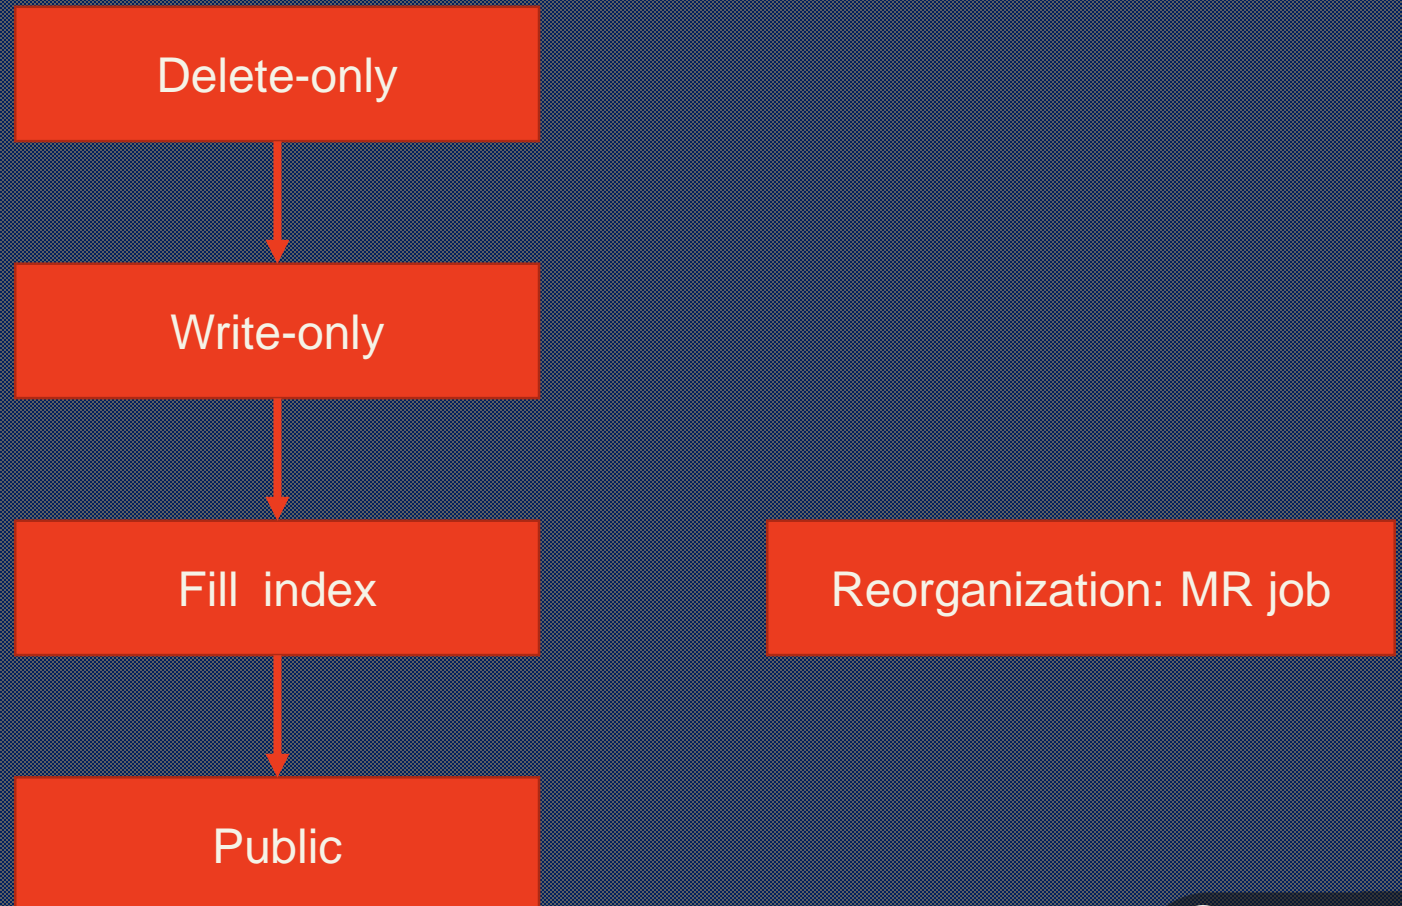 Delete-only
Write-only
Fill index
Reorganization: MR job
Public